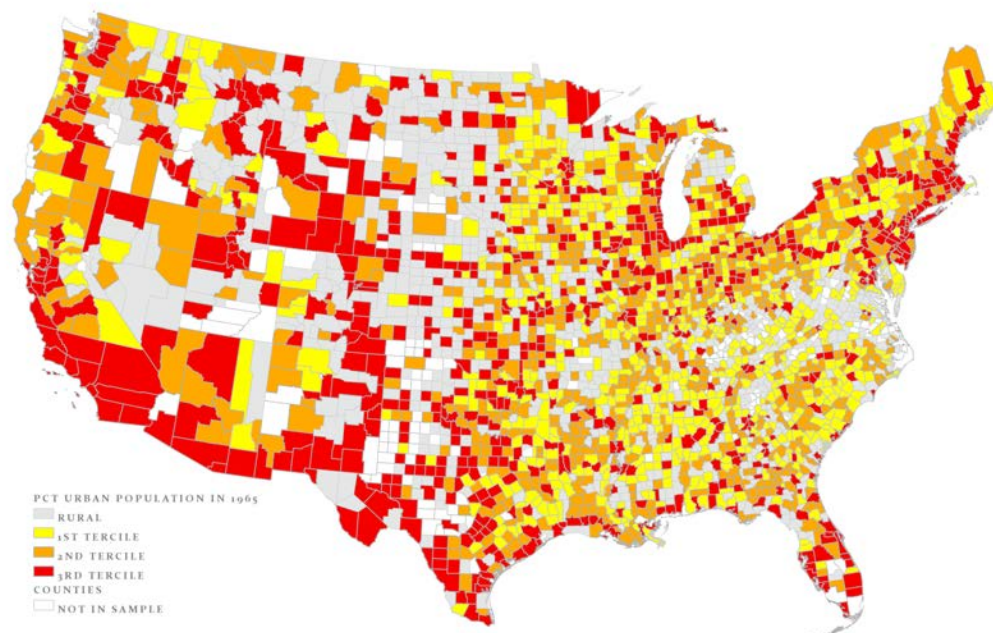 PCT URBAN POPULATION IN 1965
RURAL
1ST TERCILE
2ND TERCILE
3RD TERCILE
COUNTIES
NOT IN SAMPLE